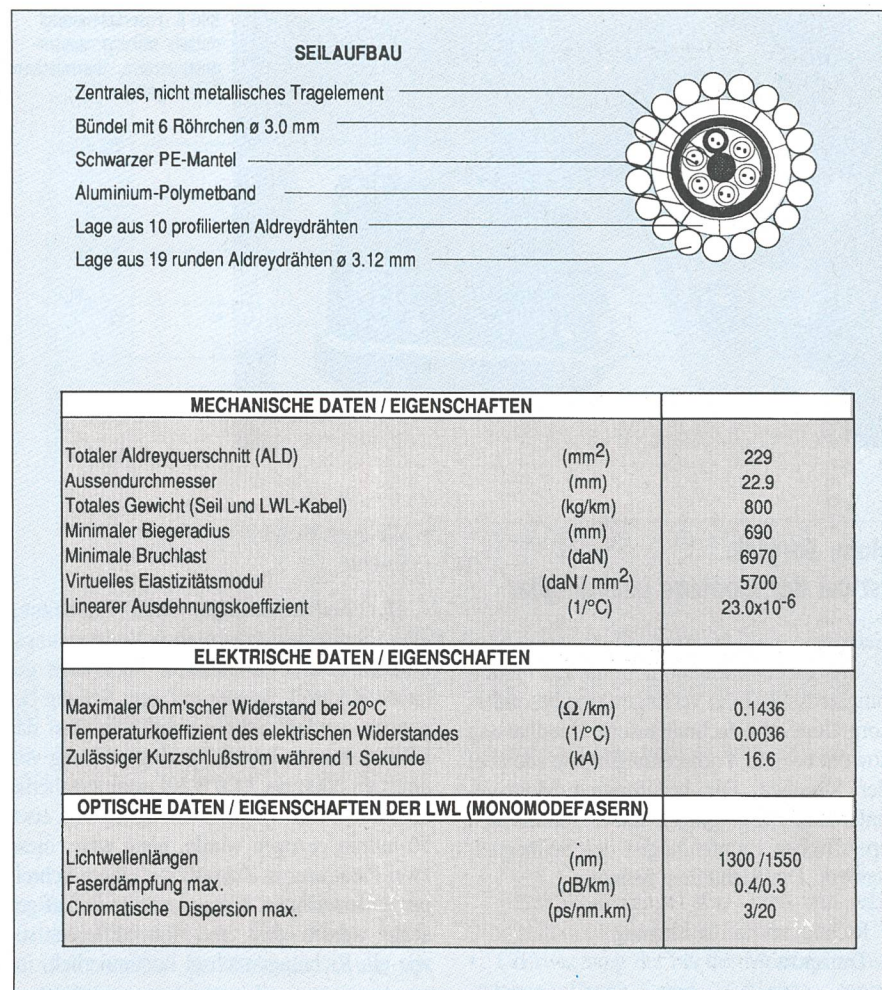 SEILAUFBAU
Zentrales, nicht metallisches Tragelement
Bündel mit 6 Röhrchen ø 3.0 mm
Schwarzer PE-Mantel
Aluminium-Polymetband
Lage aus 10 profilierten Aldreydrähten
Lage aus 19 runden Aldreydrähten ø 3.12 mm
MECHANISCHE DATEN / EIGENSCHAFTEN
Totaler Aldreyquerschnitt (ALD) (mm²) 229
Aussendurchmesser (mm) 22.9
Totales Gewicht (Seil und LWL-Kabel) (kg/km) 800
Minimaler Biegeradius (mm) 690
Minimale Bruchlast (daN) 6970
Virtuelles Elastizitätsmodul (daN / mm²) 5700
Linearer Ausdehnungskoeffizient (1/°C) 23.0x10⁻⁶
ELEKTRISCHE DATEN / EIGENSCHAFTEN
Maximaler Ohm'scher Widerstand bei 20°C (Ω /km) 0.1436
Temperaturkoeffizient des elektrischen Widerstandes (1/°C) 0.0036
Zulässiger Kurzschlußstrom während 1 Sekunde (kA) 16.6
OPTISCHE DATEN / EIGENSCHAFTEN DER LWL (MONOMODEFASERN)
Lichtwellenlängen (nm) 1300 /1550
Faserdämpfung max. (dB/km) 0.4/0.3
Chromatische Dispersion max. (ps/nm.km) 3/20